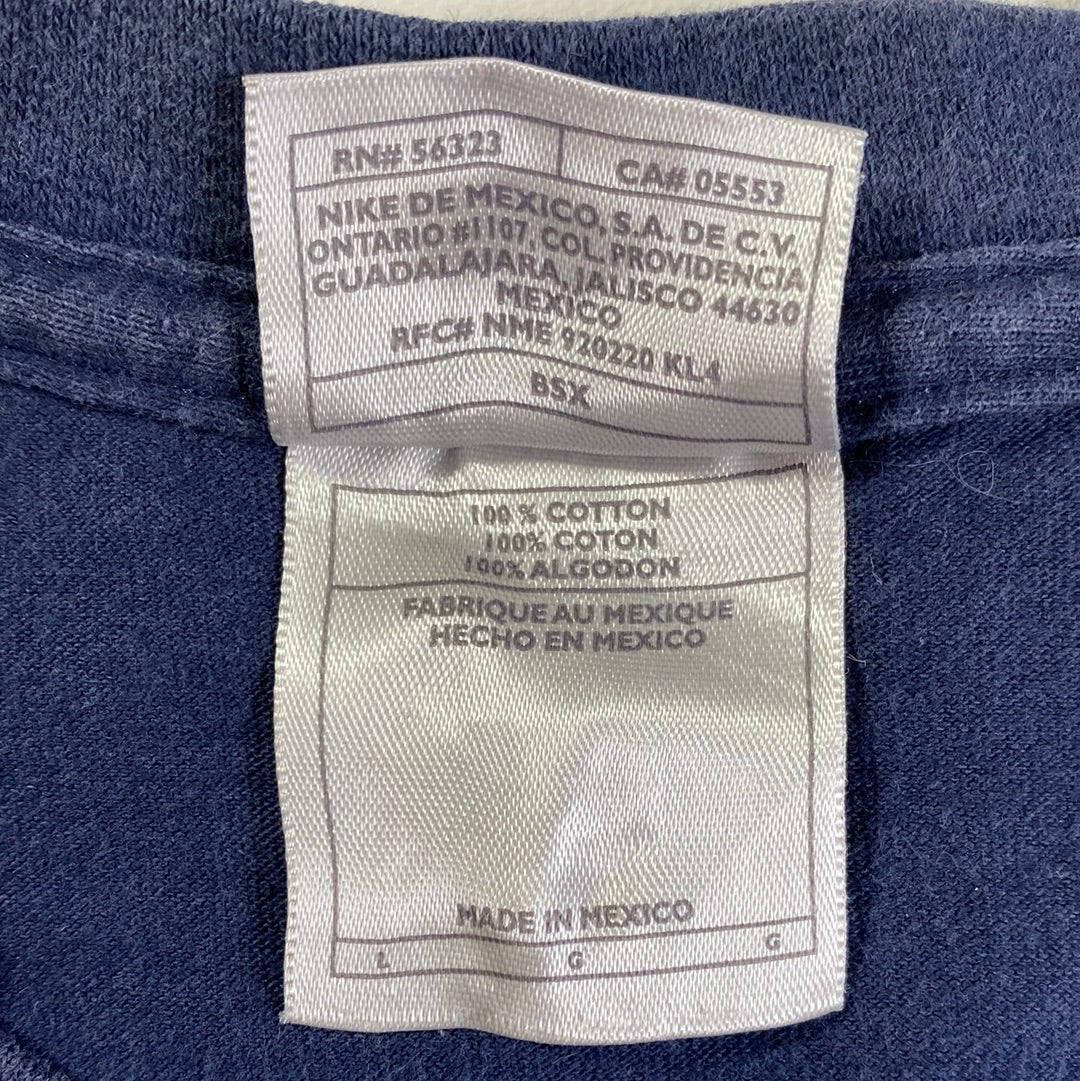 RN# 56323 CA# 05553
NIKE DE MEXICO, S.A. DE C.V.
ONTARIO #1107, COL. PROVIDENCIA
GUADALAJARA, JALISCO 44630
MEXICO
RFC# NME 920220 KL4
BSX
100 % COTTON
100% COTON
100% ALGODON
FABRIQUE AU MEXIQUE
HECHO EN MEXICO
MADE IN MEXICO
L G G